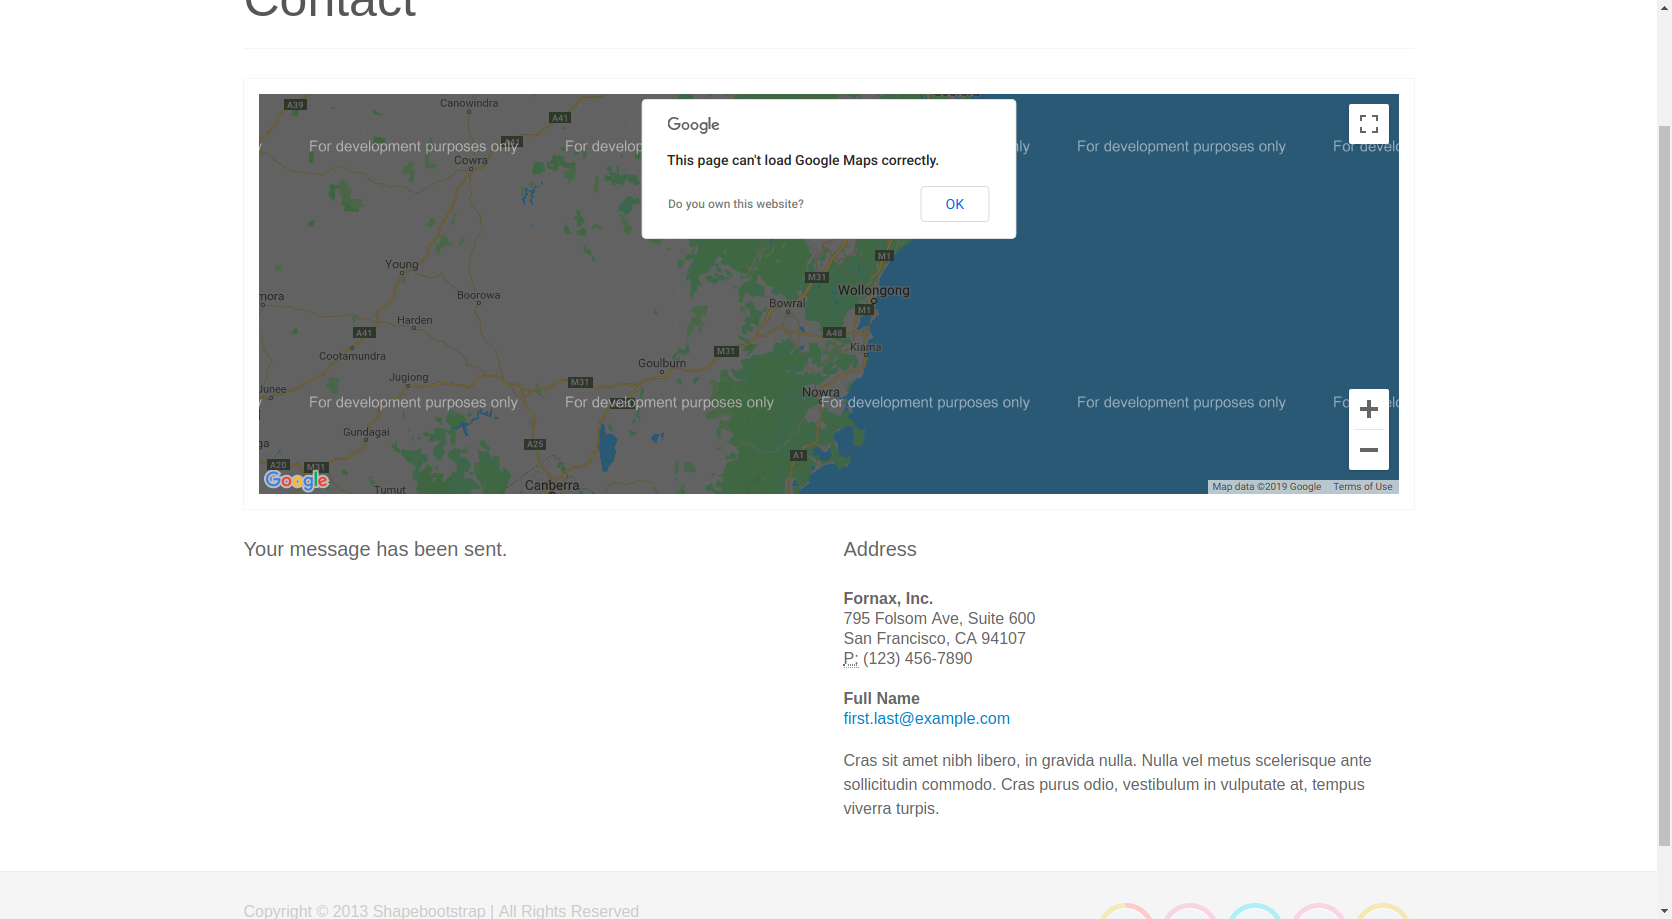 Contact
A39
Canowindra
A41
For development purposes only
For develop
nly
For development purposes only
For develo
Cowra
Google
This page can't load Google Maps correctly.
Do you own this website?
OK
Young
M1
M31
Wollongong
mora
Boorowa
Bowral
M1
Harden
A41
A48
Cootamundra
M31
Kiama
Goulburn
Jugiong
M31
Junee
Nowra
For development purposes only
For development purposes only
For development purposes only
For development purposes only
Gundagai
ga
A25
A1
A20
M31
Google
Tumut
Canberra
Map data ©2019 Google
Terms of Use
Your message has been sent.
Address
Fornax, Inc.
795 Folsom Ave, Suite 600
San Francisco, CA 94107
P: (123) 456-7890
Full Name
first.last@example.com
Cras sit amet nibh libero, in gravida nulla. Nulla vel metus scelerisque ante
sollicitudin commodo. Cras purus odio, vestibulum in vulputate at, tempus
viverra turpis.
Copyright © 2013 Shapebootstrap | All Rights Reserved